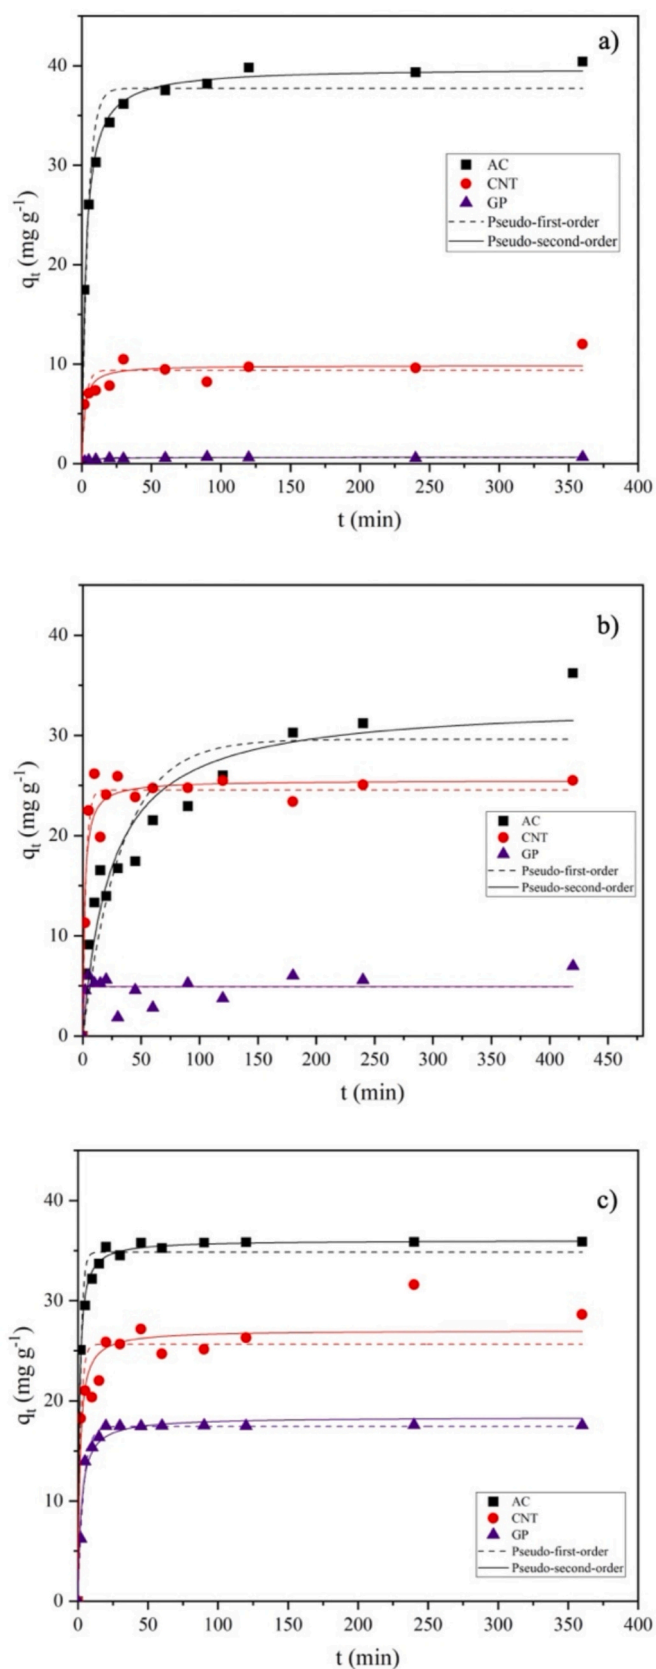 a)
40
30
20
10
0
qt (mg g-1)
AC
CNT
GP
Pseudo-first-order
Pseudo-second-order
0 50 100 150 200 250 300 350 400
t (min)
b)
40
30
20
10
0
qt (mg g-1)
AC
CNT
GP
Pseudo-first-order
Pseudo-second-order
0 50 100 150 200 250 300 350 400 450
t (min)
c)
40
30
20
10
0
qt (mg g-1)
AC
CNT
GP
Pseudo-first-order
Pseudo-second-order
0 50 100 150 200 250 300 350 400
t (min)